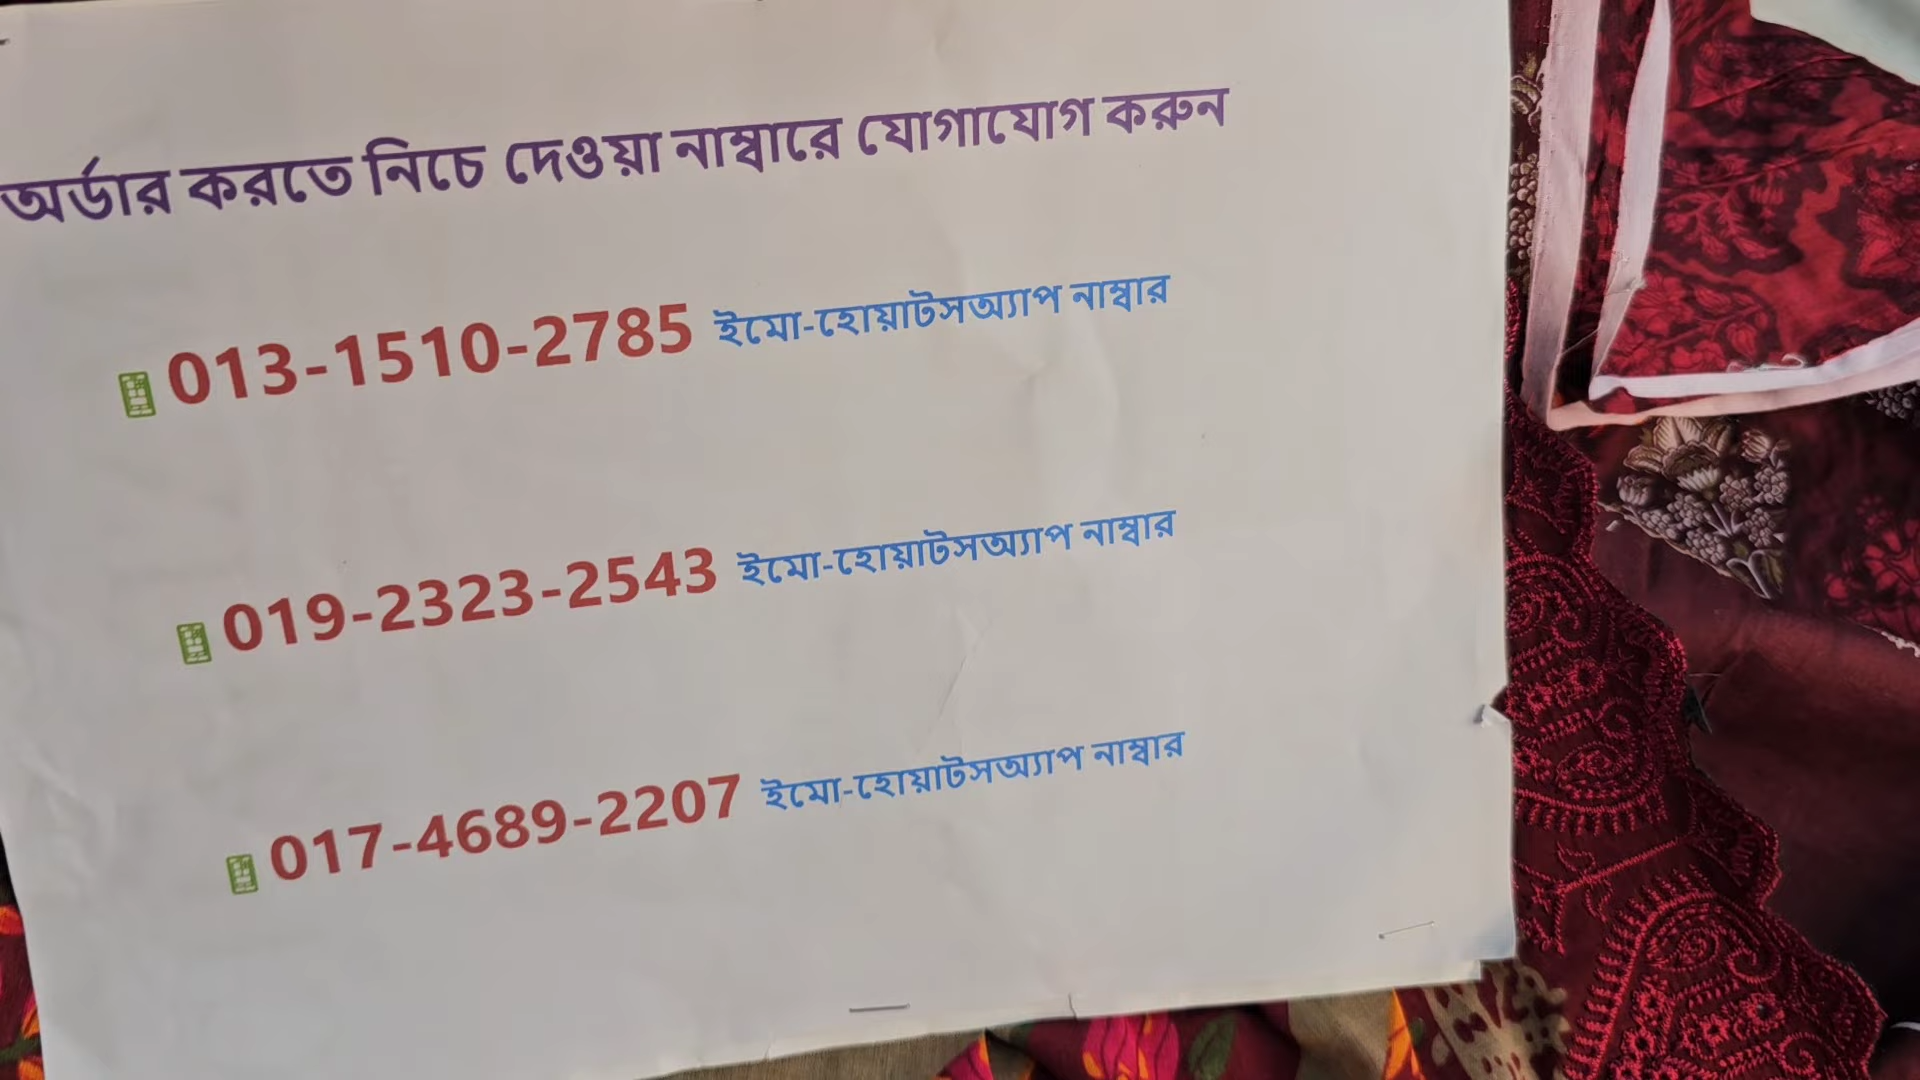 অর্ডার করতে নিচে দেওয়া নাম্বারে যোগাযোগ করুন
013-1510-2785 ইমো-হোয়াটসঅ্যাপ নাম্বার
019-2323-2543 ইমো-হোয়াটসঅ্যাপ নাম্বার
017-4689-2207 ইমো-হোয়াটসঅ্যাপ নাম্বার